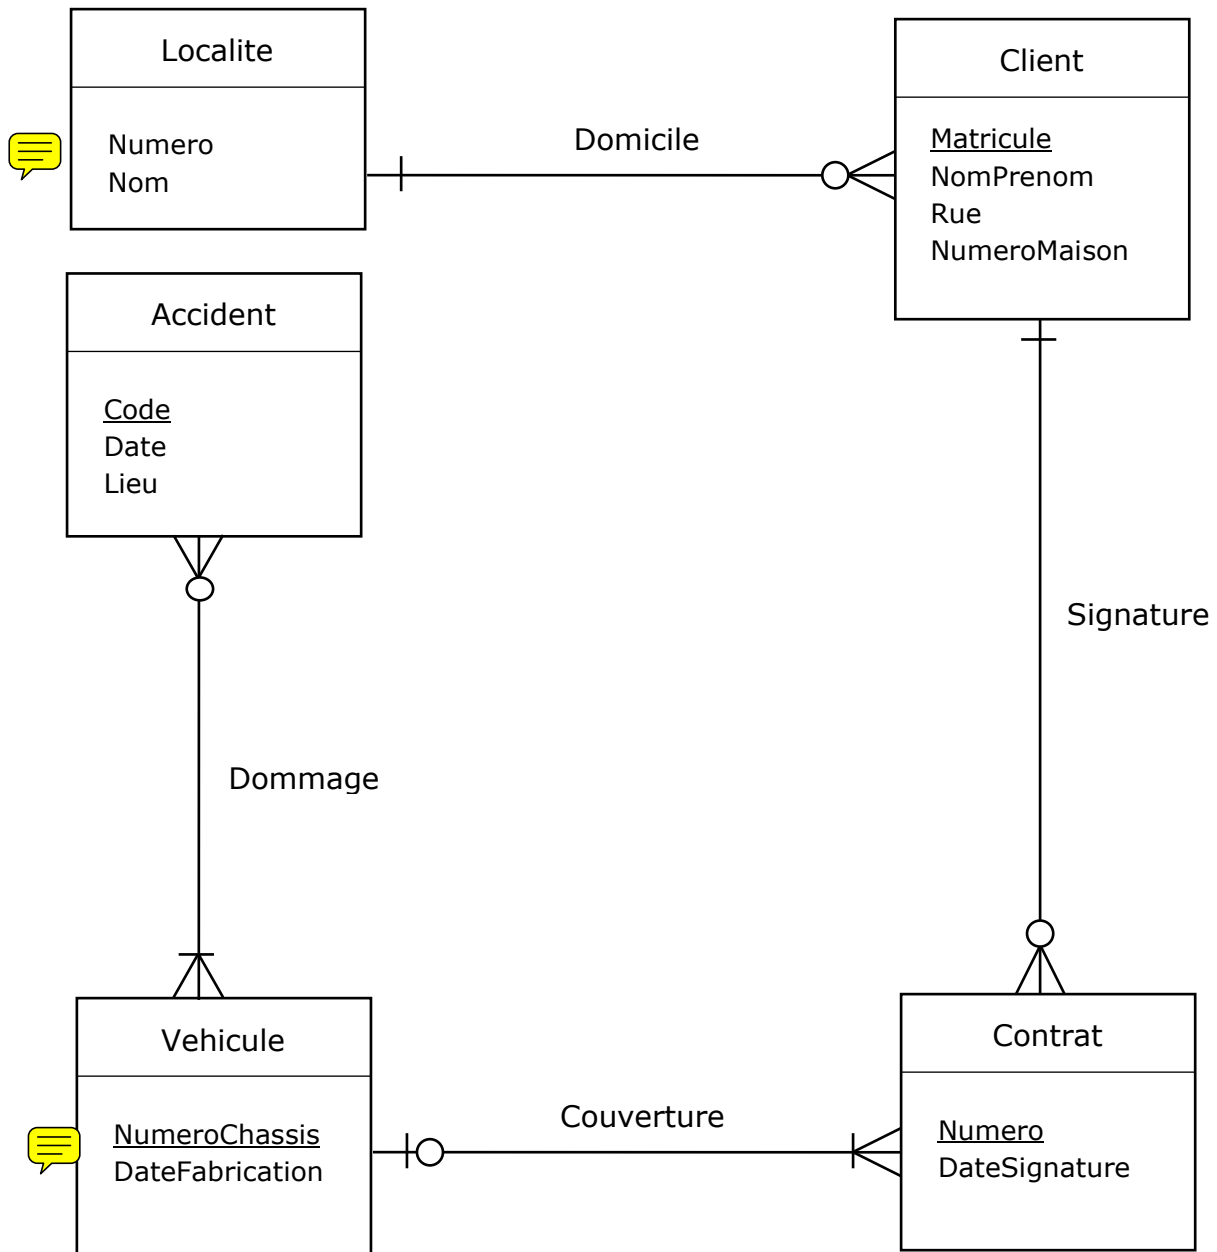 Localite
Numero
Nom
Domicile
Client
Matricule
NomPrenom
Rue
NumeroMaison
Accident
Code
Date
Lieu
Signature
Dommage
Vehicule
NumeroChassis
DateFabrication
Couverture
Contrat
Numero
DateSignature